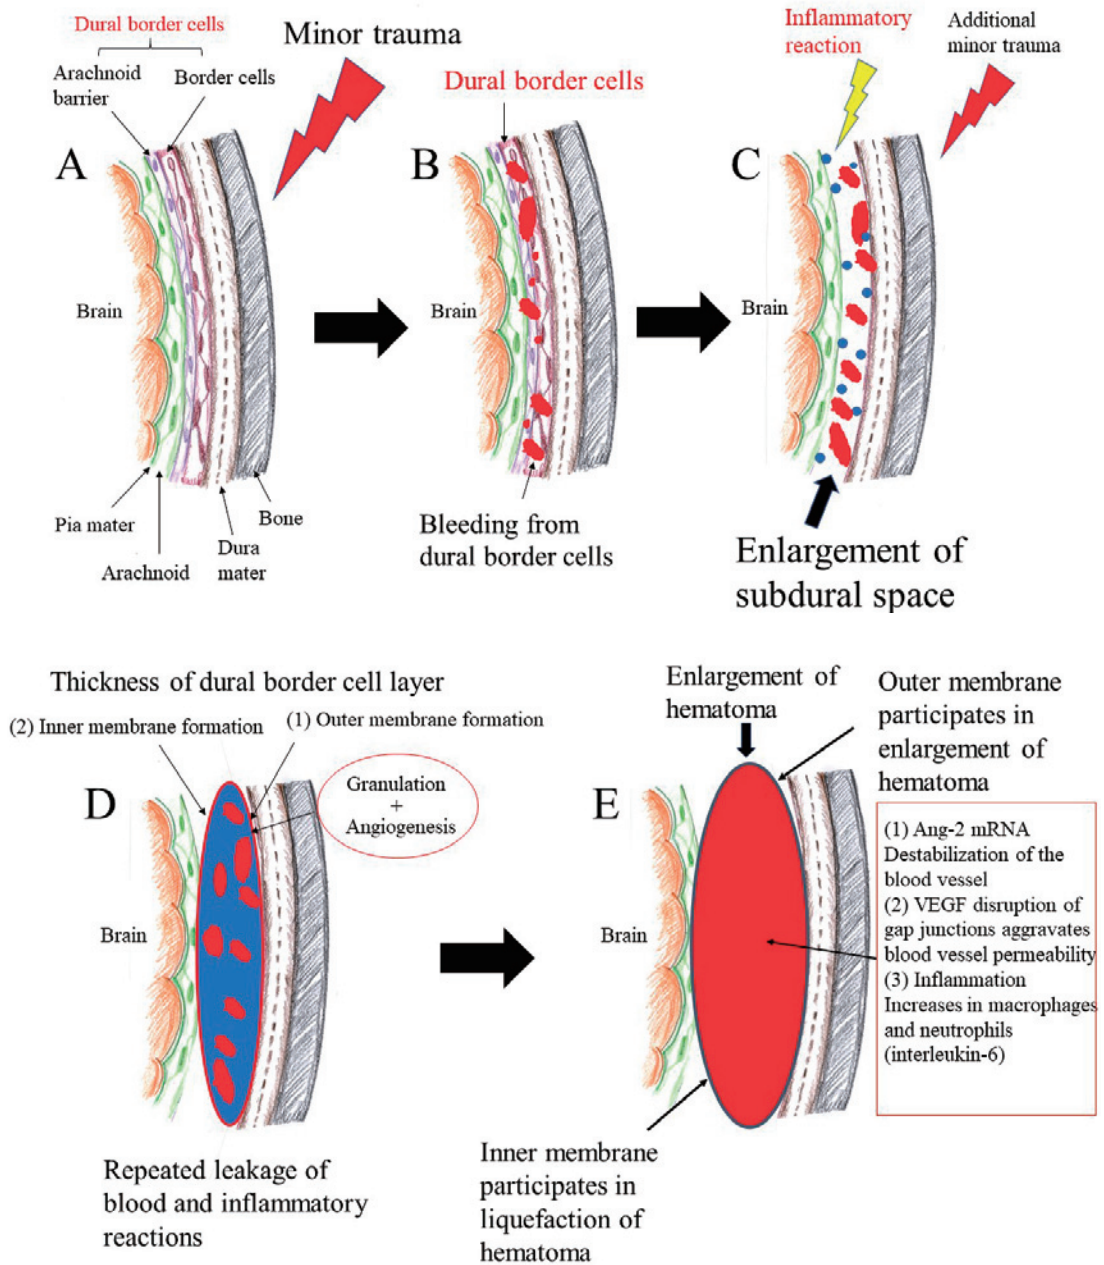 Dural border cells
Arachnoid
barrier
Border cells
Minor trauma
A
Brain
Pia mater
Arachnoid
Dura
mater
Bone
Dural border cells
B
Brain
Bleeding from
dural border cells
Inflammatory
reaction
Additional
minor trauma
C
Brain
Enlargement of
subdural space
Thickness of dural border cell layer
(2) Inner membrane formation
(1) Outer membrane formation
Granulation
+
Angiogenesis
D
Brain
Repeated leakage of
blood and inflammatory
reactions
Enlargement of
hematoma
Outer membrane
participates in
enlargement of
hematoma
E
Brain
(1) Ang-2 mRNA
Destabilization of the
blood vessel
(2) VEGF disruption of
gap junctions aggravates
blood vessel permeability
(3) Inflammation
Increases in macrophages
and neutrophils
(interleukin-6)
Inner membrane
participates in
liquefaction of
hematoma